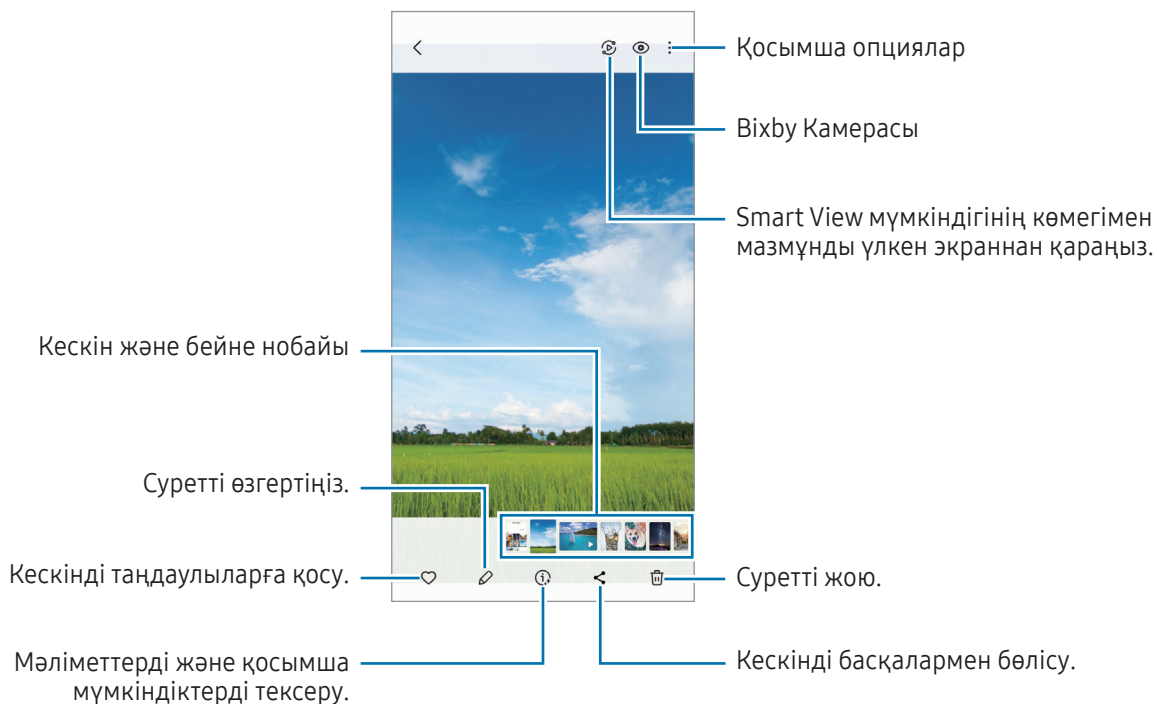 Қосымша опциялар
Bixby Камерасы
Smart View мүмкіндігінің көмегімен
мазмұнды үлкен экраннан қараңыз.
Кескін және бейне нобайы
Суретті өзгертіңіз.
Кескінді таңдаулыларға қосу.
Суретті жою.
Мәліметтерді және қосымша
мүмкіндіктерді тексеру.
Кескінді басқалармен бөлісу.